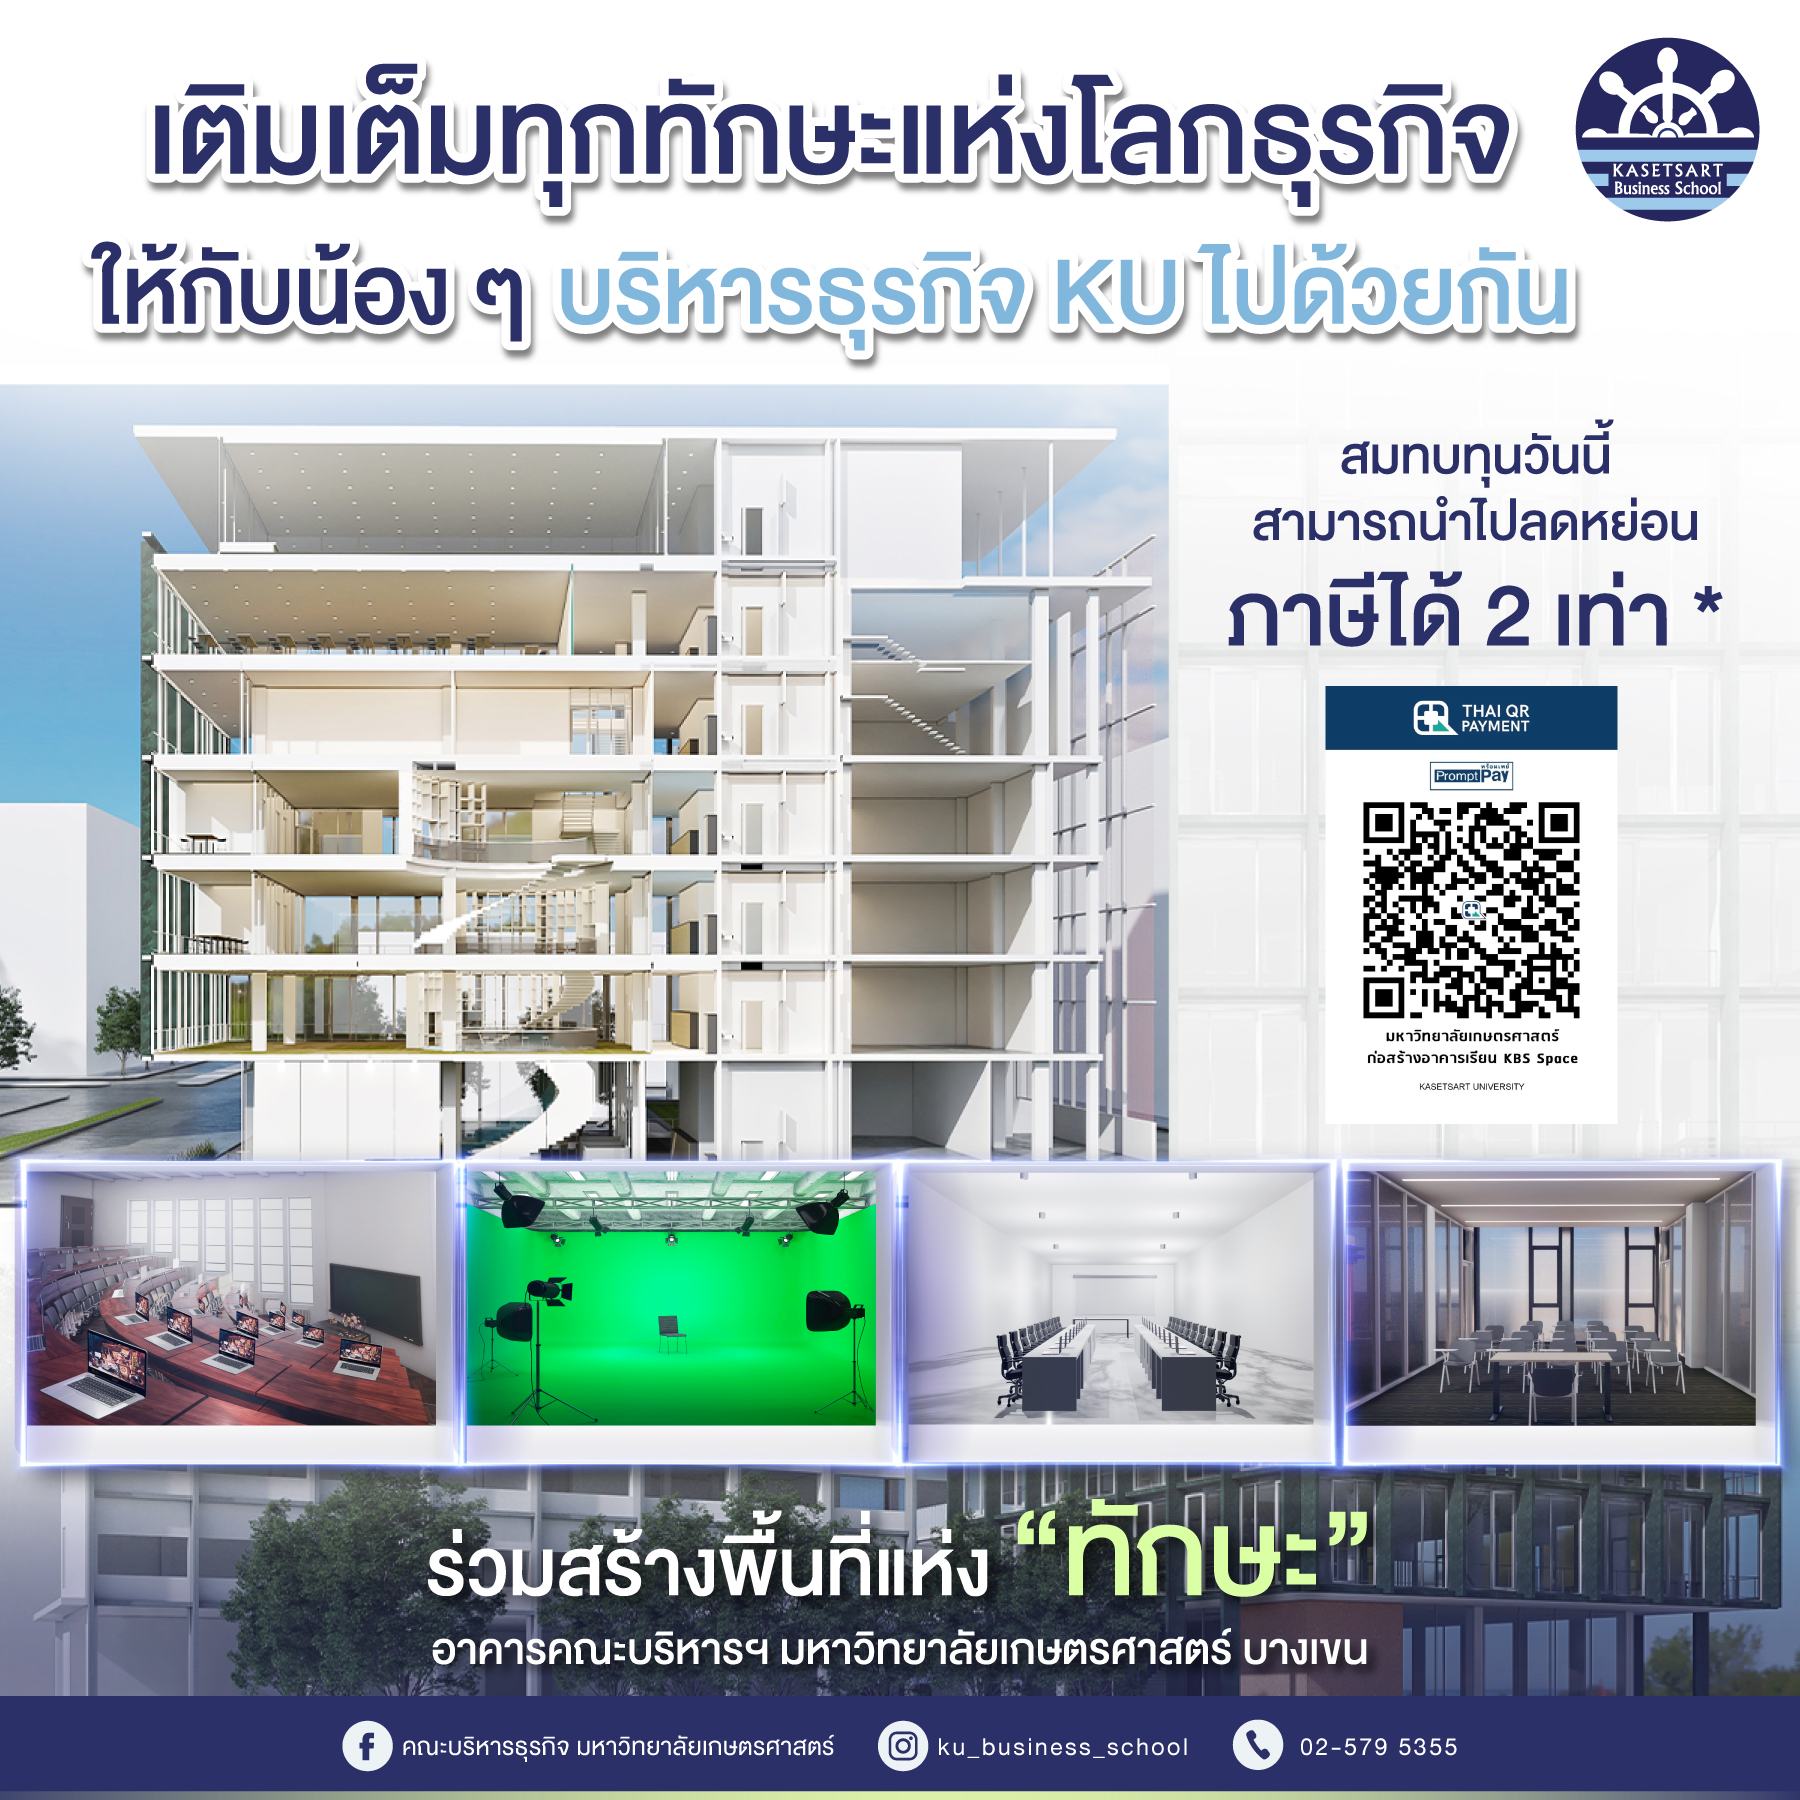 เติมเต็มทุกทักษะแห่งโลกธุรกิจ
KASETSART
Business School
ให้กับน้อง ๆ บริหารธุรกิจ KU ไปด้วยกัน
สมทบทุนวันนี้
สามารถนำไปลดหย่อน
ภาษีได้ 2 เท่า *
THAI QR
PAYMENT
พร้อมเพย์
PromptPay
มหาวิทยาลัยเกษตรศาสตร์
ก่อสร้างอาคารเรียน KBS Space
KASETSART UNIVERSITY
ร่วมสร้างพื้นที่แห่ง “ทักษะ”
อาคารคณะบริหารฯ มหาวิทยาลัยเกษตรศาสตร์ บางเขน
คณะบริหารธุรกิจ มหาวิทยาลัยเกษตรศาสตร์ ku_business_school 02-579 5355